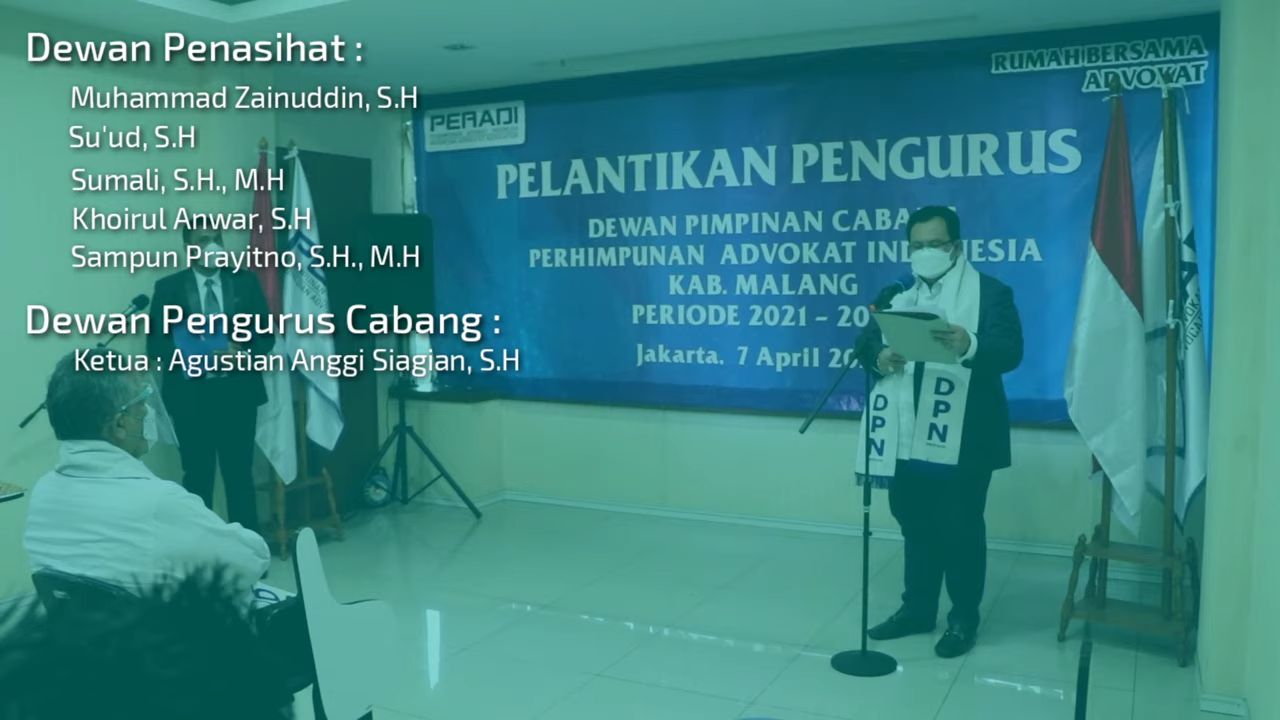 Dewan Penasihat :
Muhammad Zainuddin, S.H
Su'ud, S.H
Sumali, S.H., M.H
Khoirul Anwar, S.H
Sampun Prayitno, S.H., M.H
Dewan Pengurus Cabang :
Ketua : Agustian Anggi Siagian, S.H
RUMAH BERSAMA
ADVOKAT
PERADI
PELANTIKAN PENGURUS
DEWAN PIMPINAN
PERHIMPUNAN ADVOKAT
KAB. MALANG
PERIODE 2021 –
Jakarta, 7 April
DPN
DPN